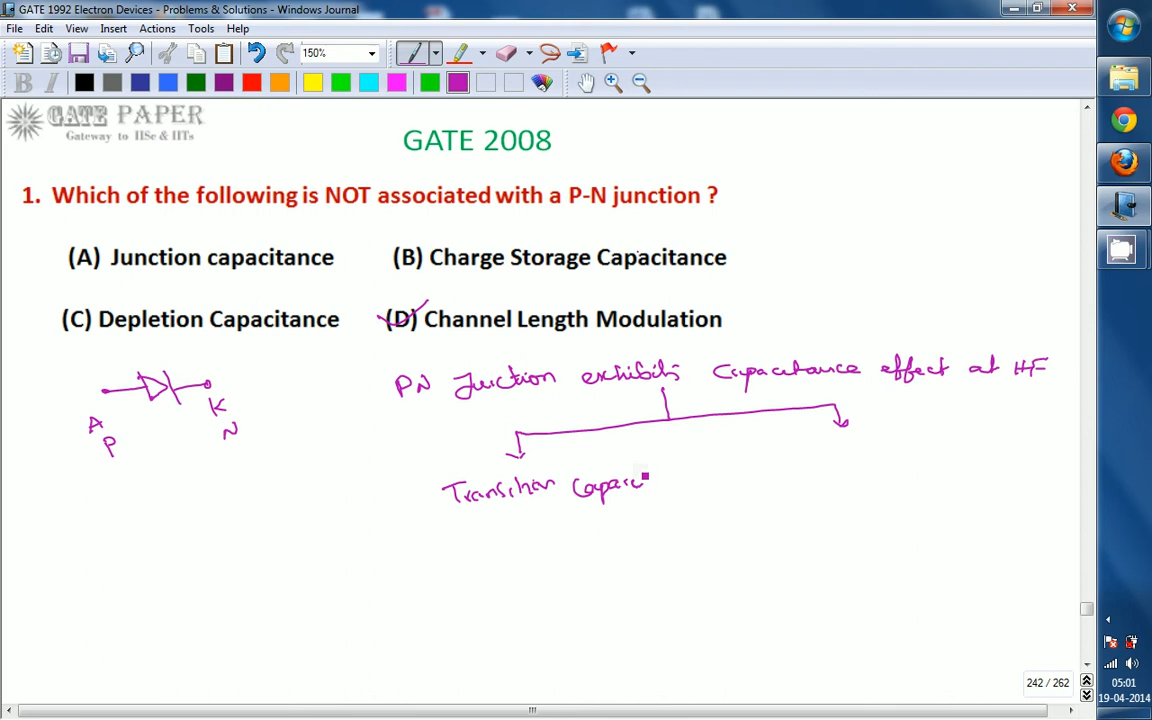 GATE 1992 Electron Devices - Problems & Solutions - Windows Journal
File Edit View Insert Actions Tools Help
150%
B I
GATE PAPER
Gateway to IISc & IITs
GATE 2008
1. Which of the following is NOT associated with a P-N junction ?
(A) Junction capacitance (B) Charge Storage Capacitance
(C) Depletion Capacitance (D) Channel Length Modulation
PN Junction exhibits Capacitance effect at HF
A K
P N
Transition Capaci
242 / 262
05:01
19-04-2014